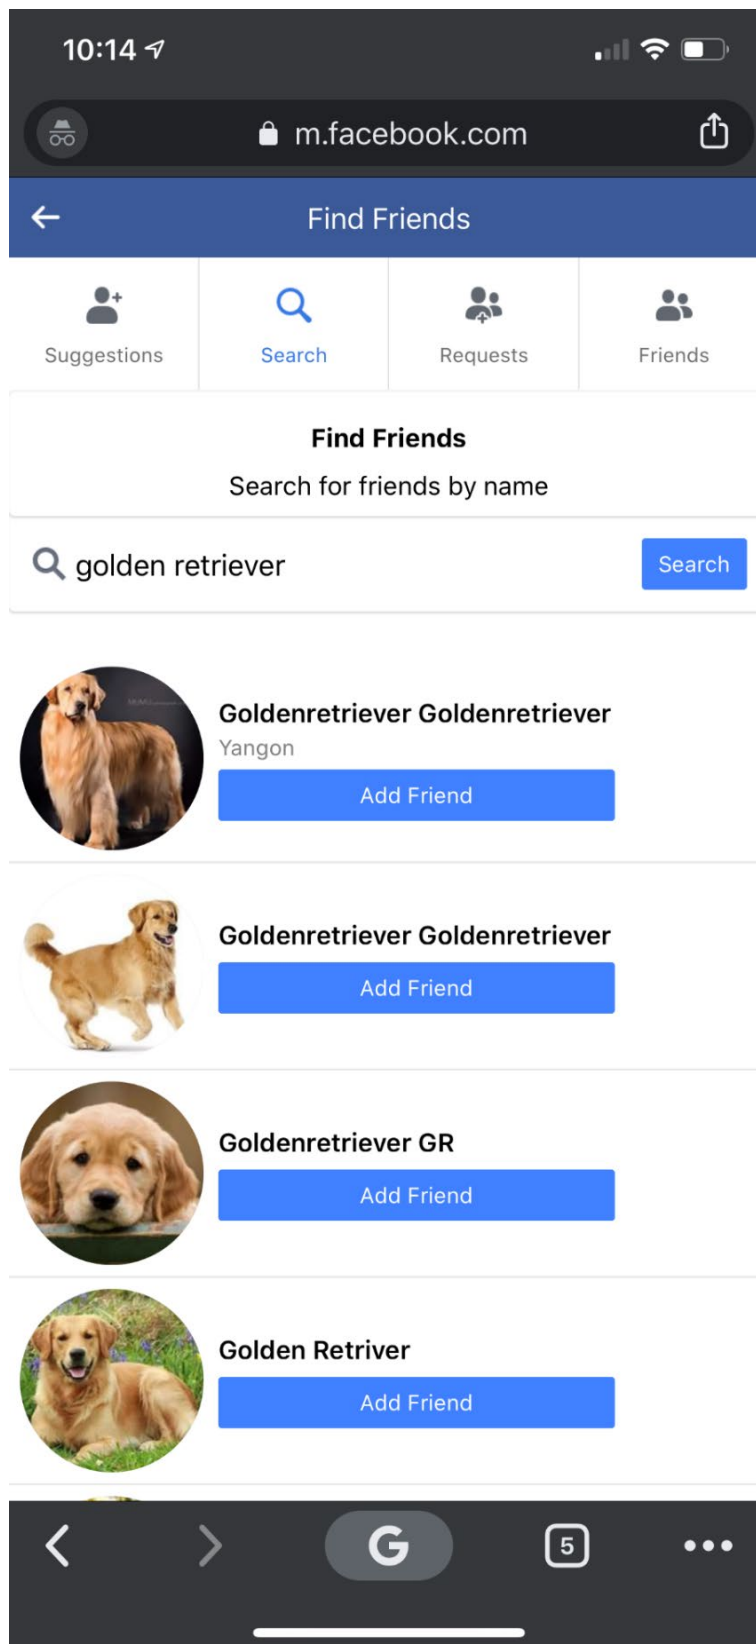 10:14
m.facebook.com
Find Friends
Suggestions
Search
Requests
Friends
Find Friends
Search for friends by name
golden retriever
Search
Goldenretriever Goldenretriever
Yangon
Add Friend
Goldenretriever Goldenretriever
Add Friend
Goldenretriever GR
Add Friend
Golden Retriver
Add Friend
G
5